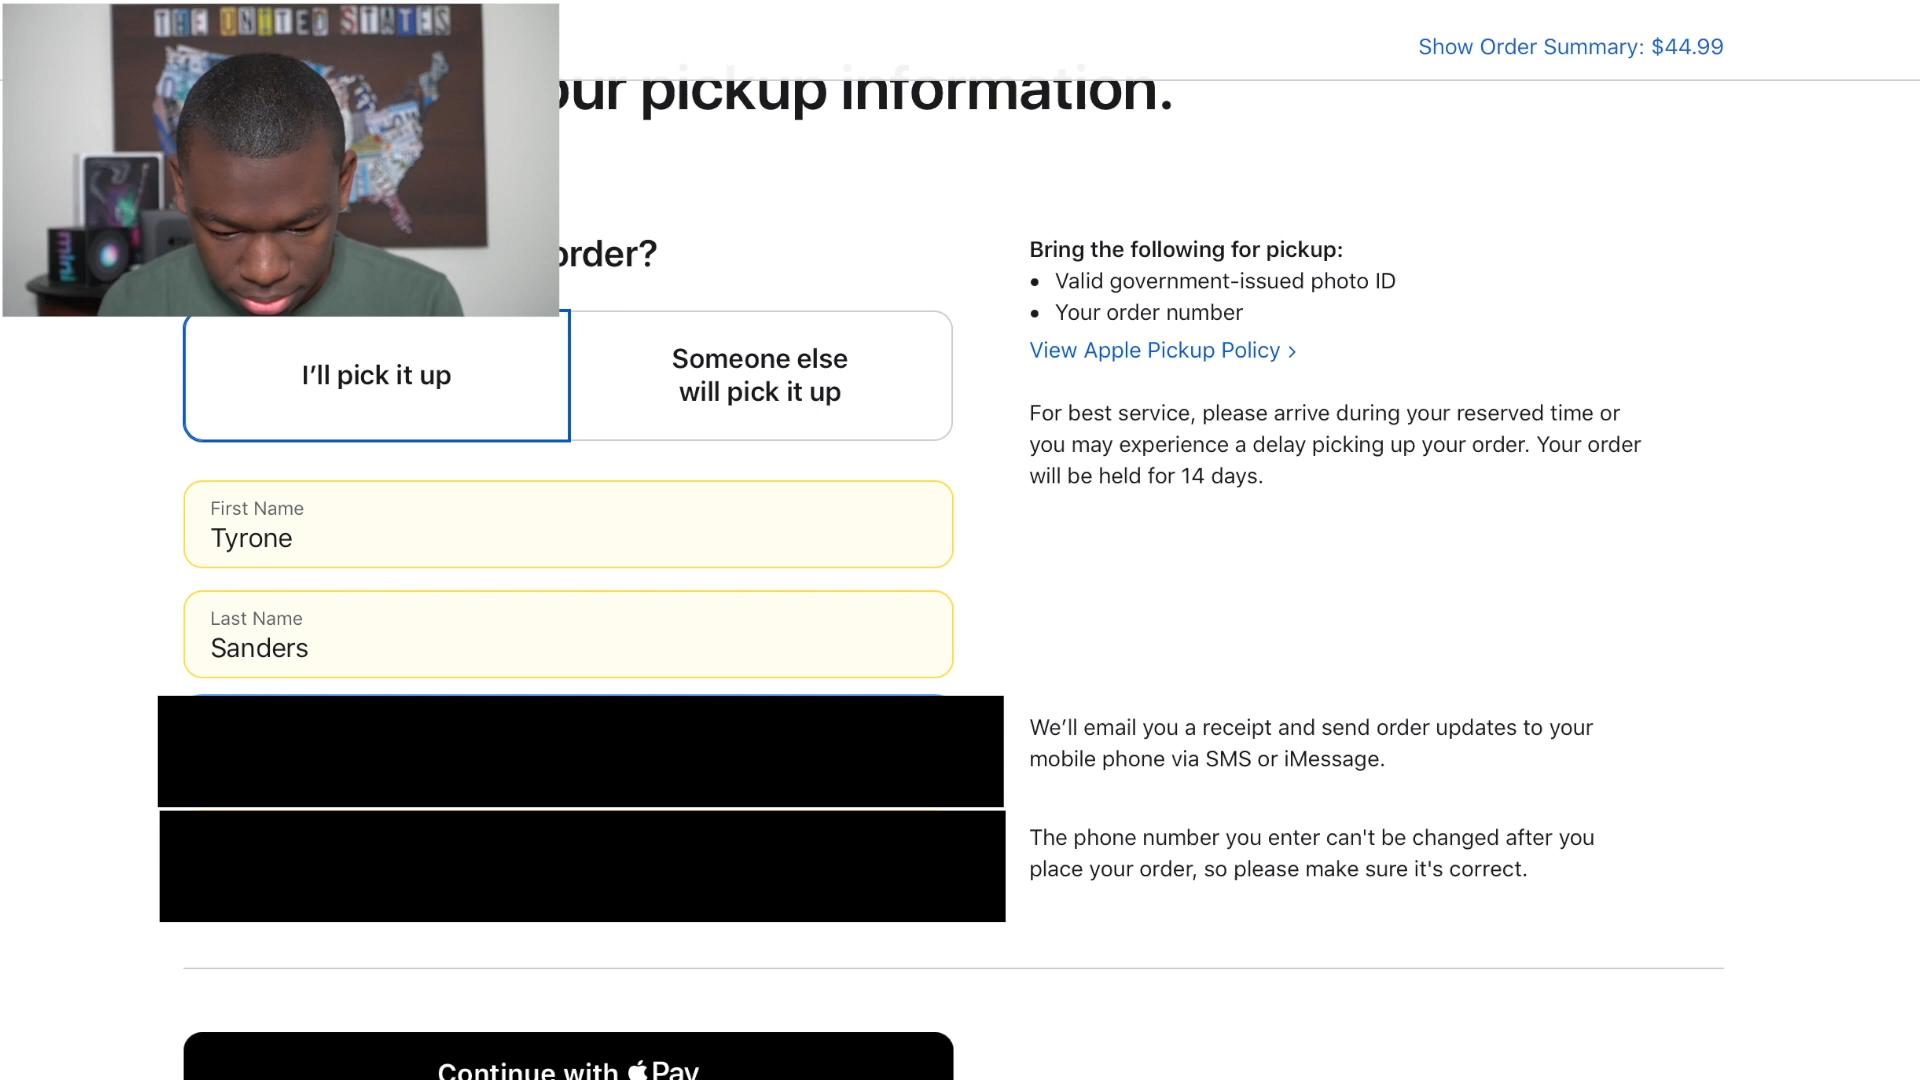 THE UNITED STATES
Show Order Summary: $44.99
our pickup information.
order?
I’ll pick it up
Someone else
will pick it up
Bring the following for pickup:
• Valid government-issued photo ID
• Your order number
View Apple Pickup Policy ›
For best service, please arrive during your reserved time or
you may experience a delay picking up your order. Your order
will be held for 14 days.
First Name
Tyrone
Last Name
Sanders
We’ll email you a receipt and send order updates to your
mobile phone via SMS or iMessage.
The phone number you enter can't be changed after you
place your order, so please make sure it's correct.
Continue with Pay
mini